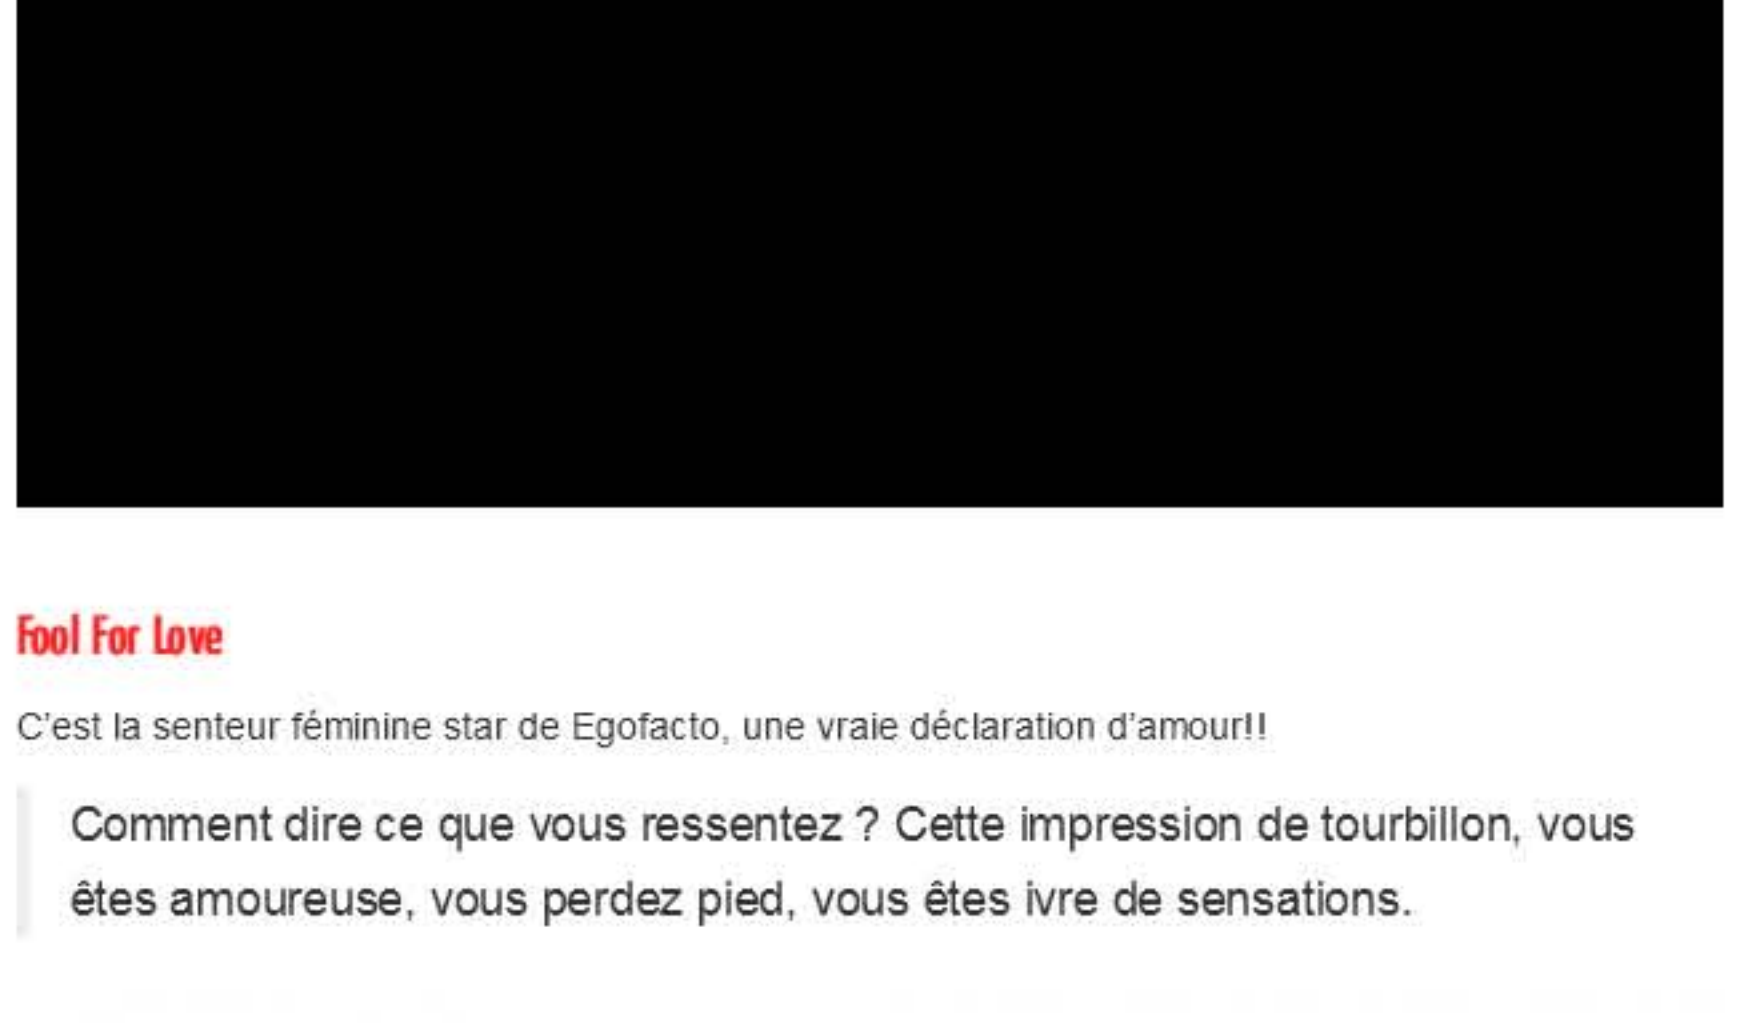 Fool For Love
C’est la senteur féminine star de Egofacto, une vraie déclaration d’amour!!
Comment dire ce que vous ressentez ? Cette impression de tourbillon, vous
êtes amoureuse, vous perdez pied, vous êtes ivre de sensations.